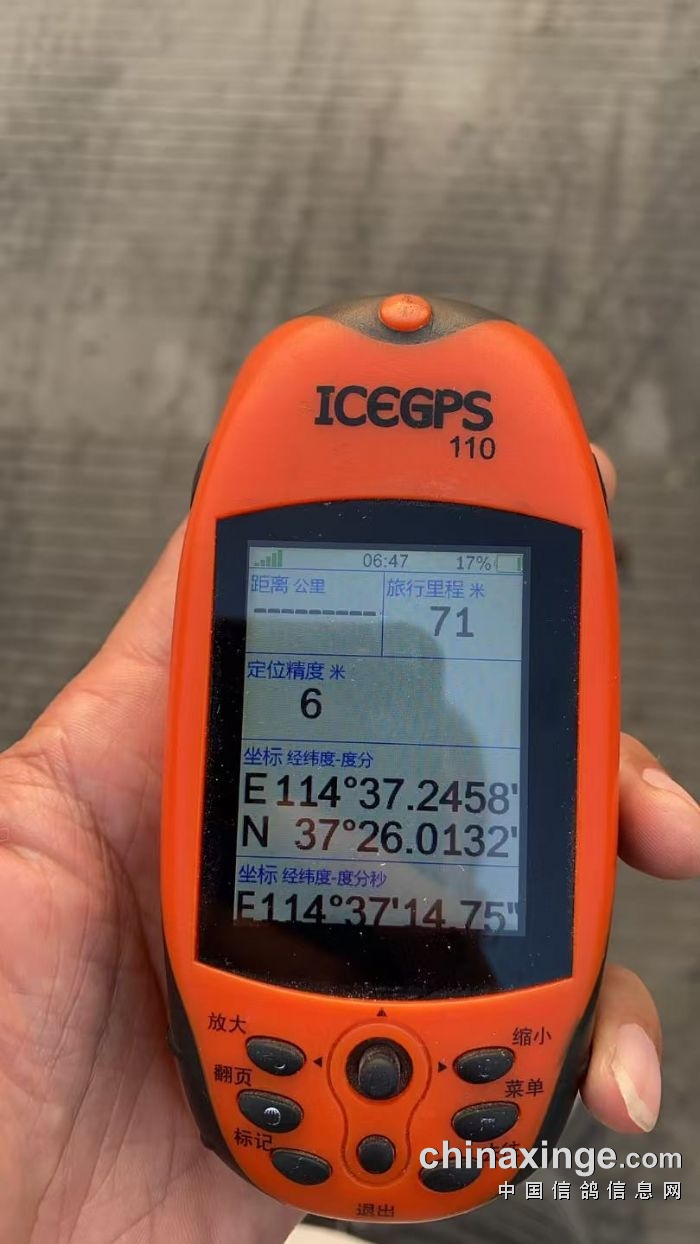 ICEGPS
110
06:47 17%
距离 公里 旅行里程 米
--------- 71
定位精度 米
6
坐标 经纬度-度分
E 114°37.2458'
N 37°26.0132'
坐标 经纬度-度分秒
E114°37'14.75"
放大 缩小
翻页 菜单
标记
退出
chinaxinge.com
中国信鸽信息网